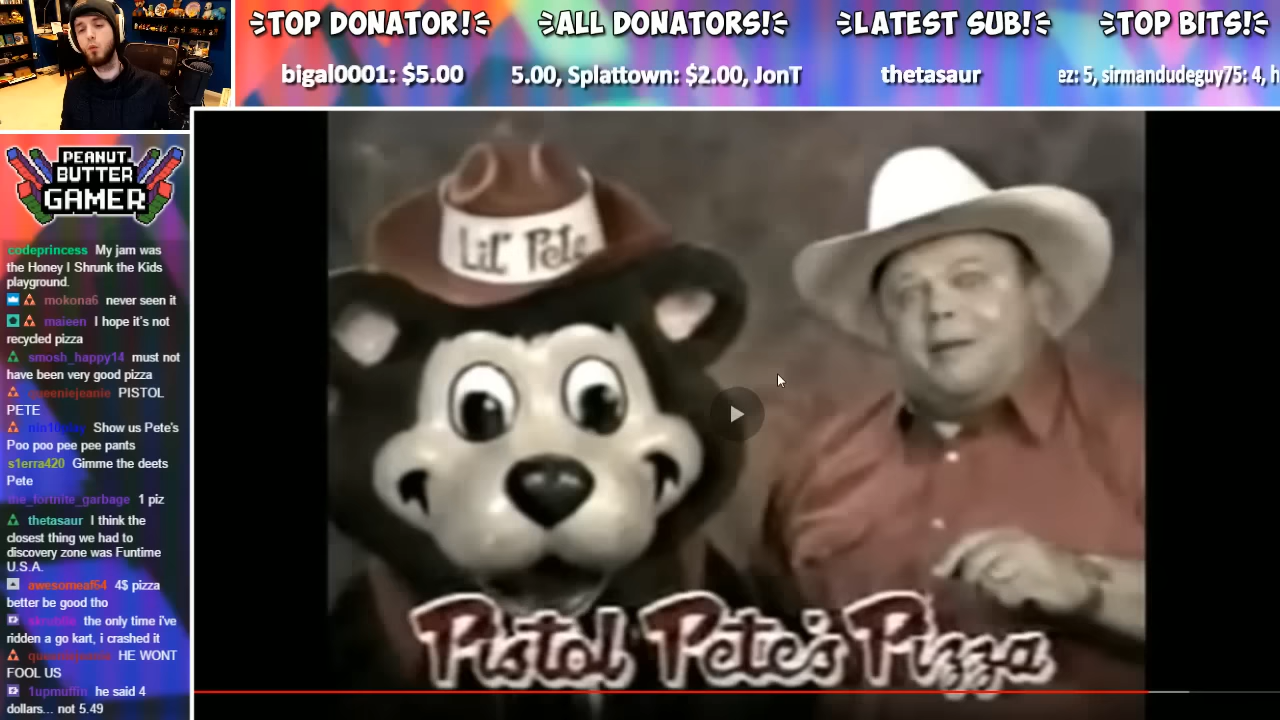 TOP DONATOR!
ALL DONATORS!
LATEST SUB!
TOP BITS!
bigal0001: $5.00
5.00, Splattown: $2.00, JonT
thetasaur
ez: 5, sirmandudeguy75: 4, h
PEANUT
BUTTER
GAMER
Lil' Pete
codeprincess My jam was
the Honey I Shrunk the Kids
playground.
mokona6 never seen it
maieen I hope it's not
recycled pizza
smosh_happy14 must not
have been very good pizza
queeniejeanie PISTOL
PETE
Show us Pete's
Poo poo pee pee pants
s1erra420 Gimme the deets
Pete
the_fortnite_garbage 1 piz
thetasaur I think the
closest thing we had to
discovery zone was Funtime
U.S.A.
awesomeaf64 4$ pizza
better be good tho
the only time i've
ridden a go kart, i crashed it
HE WONT
FOOL US
1upmuffin he said 4
dollars... not 5.49
Pistol Pete's Pizza